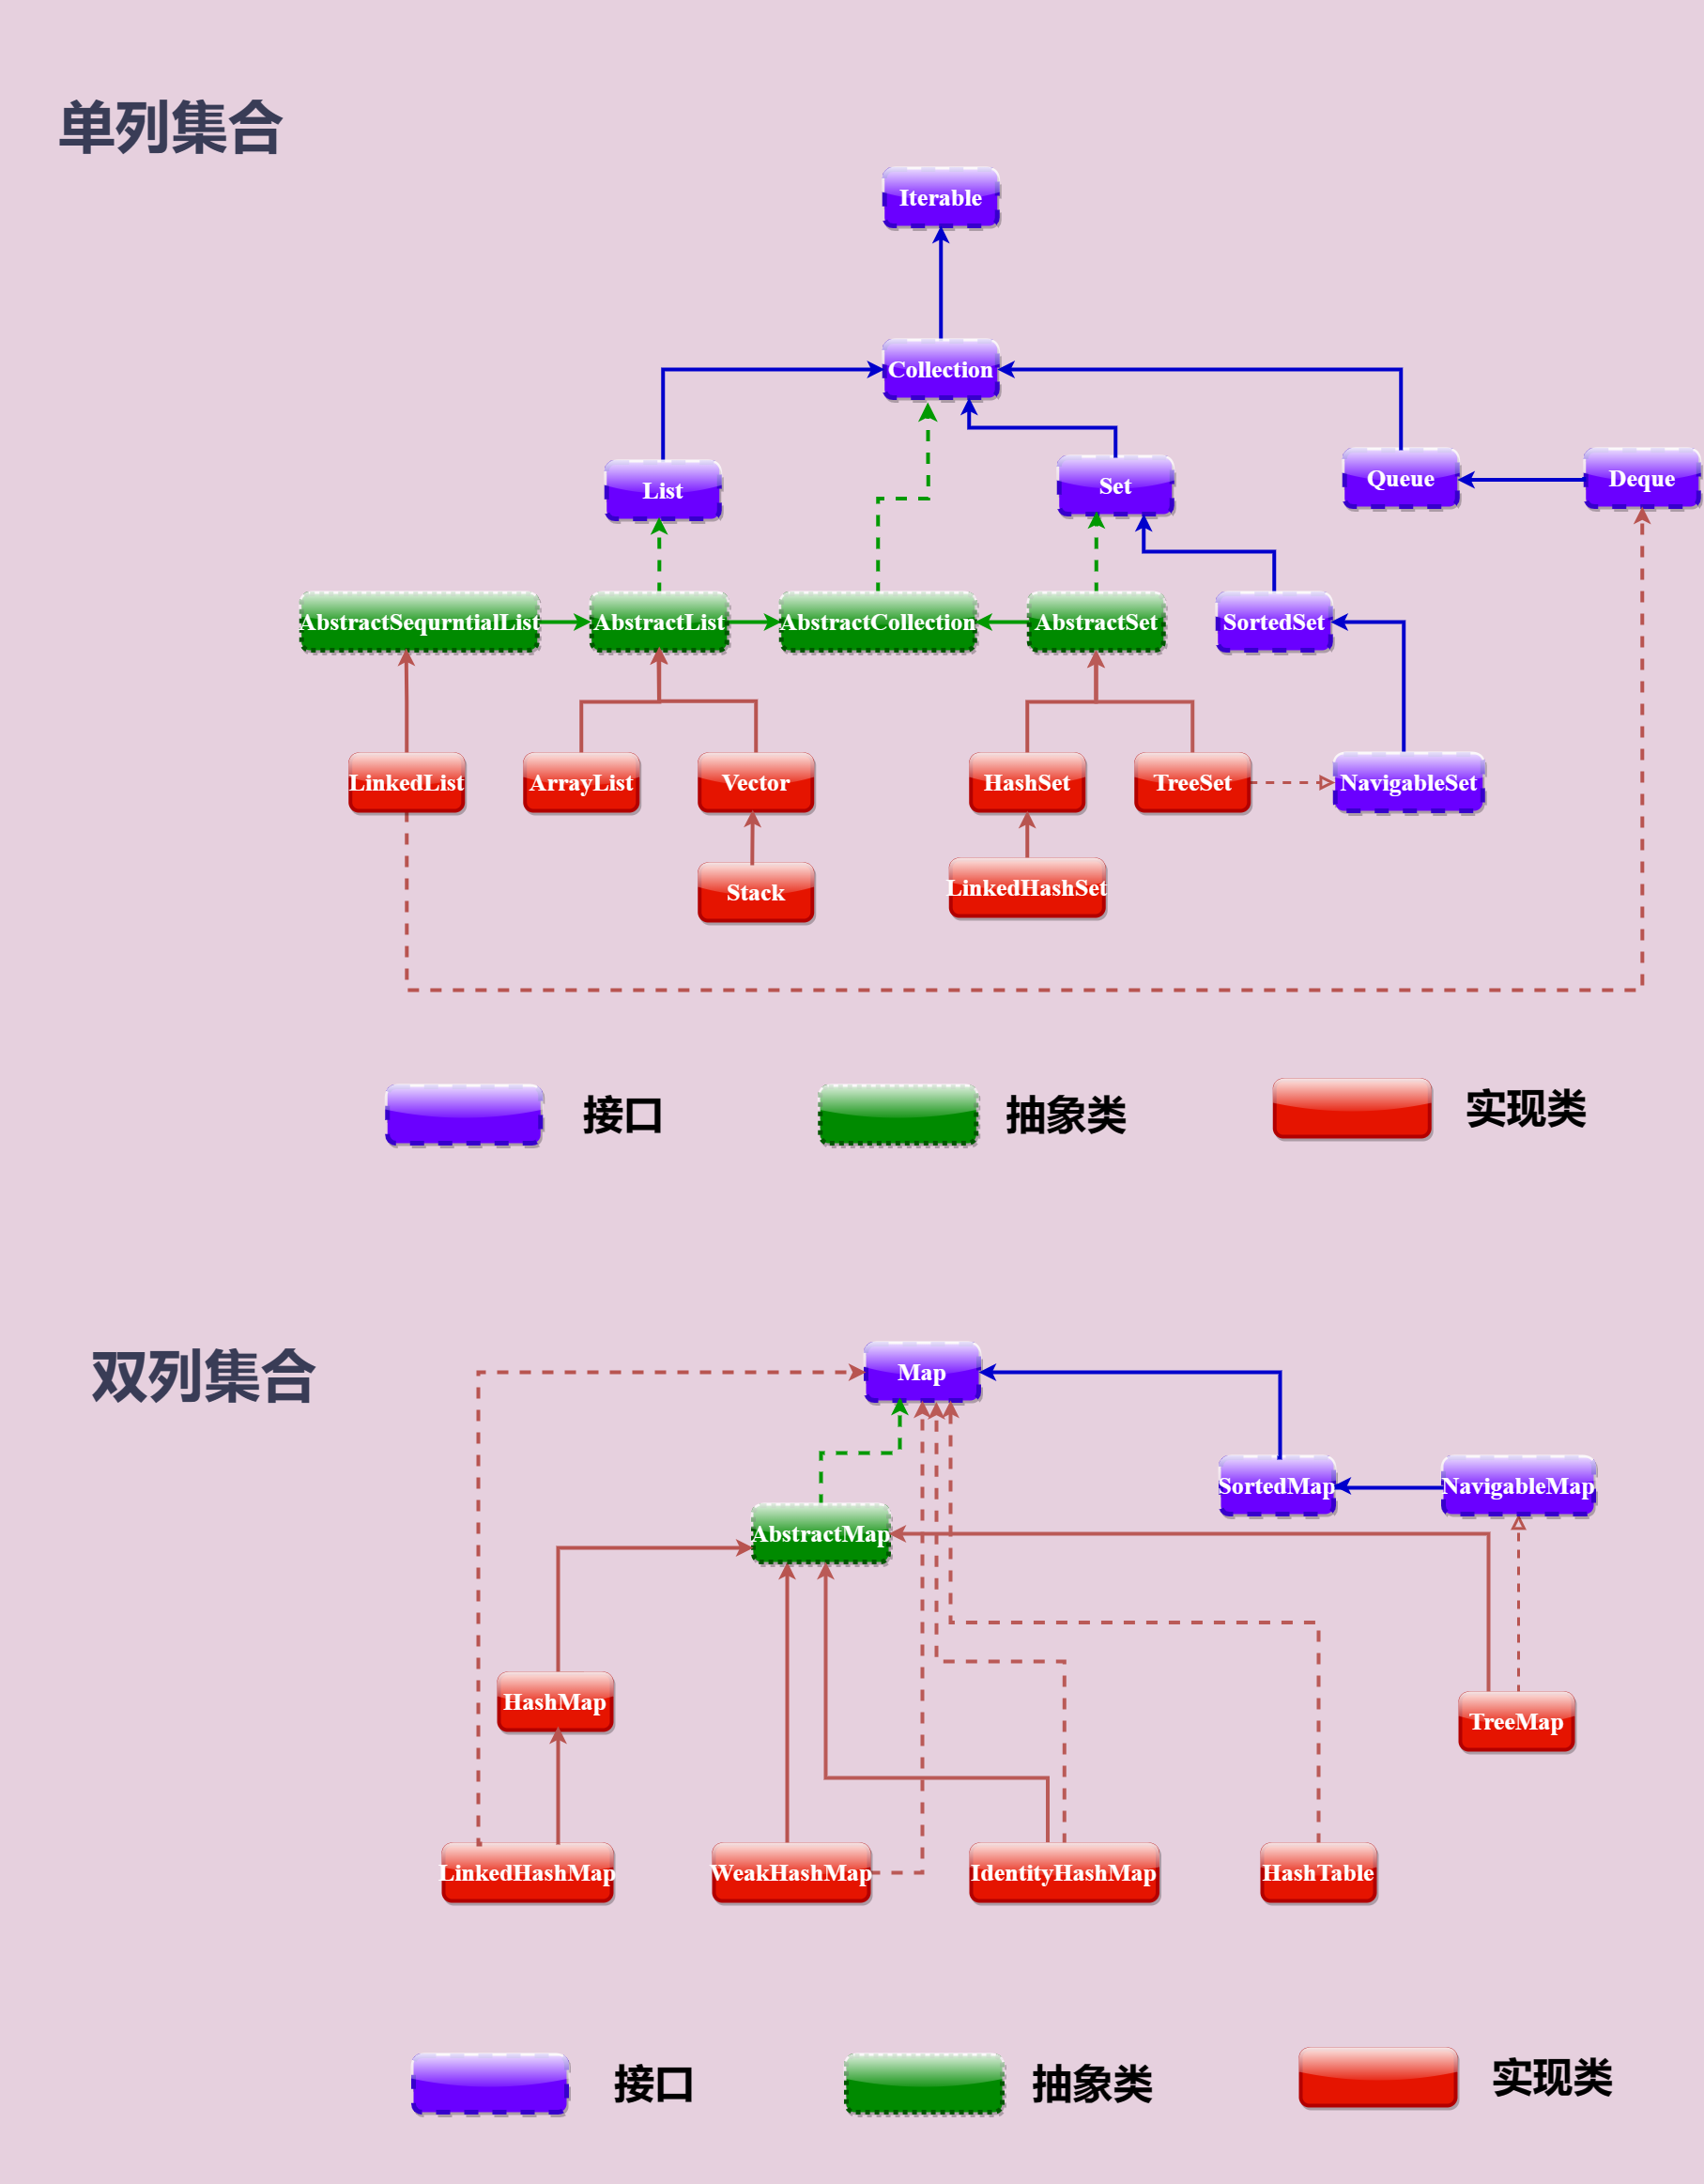 单列集合
Iterable
Collection
List
Set
Queue
Deque
AbstractSequrntialList
AbstractList
AbstractCollection
AbstractSet
SortedSet
LinkedList
ArrayList
Vector
HashSet
TreeSet
NavigableSet
Stack
LinkedHashSet
接口
抽象类
实现类
双列集合
Map
SortedMap
NavigableMap
AbstractMap
HashMap
TreeMap
LinkedHashMap
WeakHashMap
IdentityHashMap
HashTable
接口
抽象类
实现类